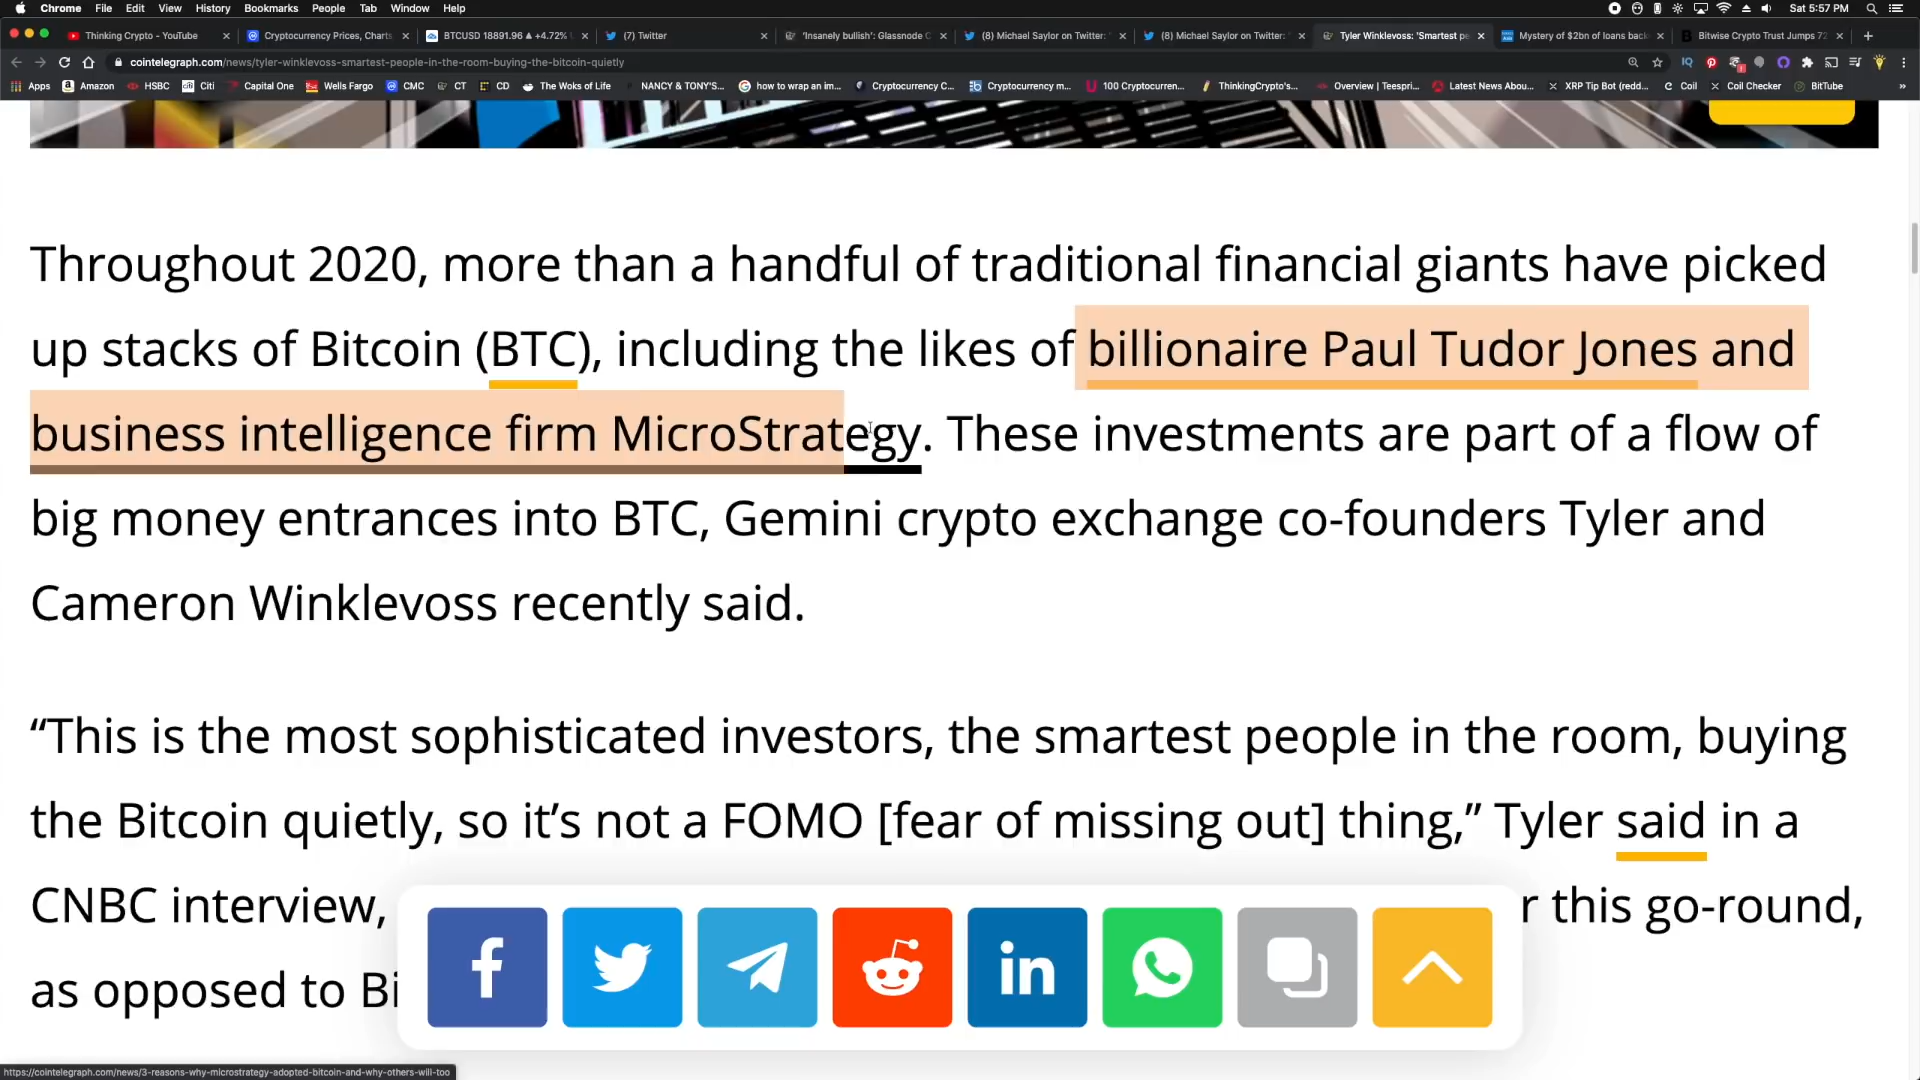 Chrome File Edit View History Bookmarks People Tab Window Help Sat 5:57 PM
Thinking Crypto - YouTube Cryptocurrency Prices, Charts BTCUSD 18891.96 ▲ +4.72% (7) Twitter 'Insanely bullish': Glassnode C (8) Michael Saylor on Twitter: " (8) Michael Saylor on Twitter: " Tyler Winklevoss: 'Smartest pe Mystery of $2bn of loans back Bitwise Crypto Trust Jumps 72
cointelegraph.com/news/tyler-winklevoss-smartest-people-in-the-room-buying-the-bitcoin-quietly
Apps Amazon HSBC Citi Capital One Wells Fargo CMC CT CD The Woks of Life NANCY & TONY'S... how to wrap an im... Cryptocurrency C... Cryptocurrency m... 100 Cryptocurren... ThinkingCrypto's... Overview | Teespri... Latest News Abou... XRP Tip Bot (redd... Coil Coil Checker BitTube »
Throughout 2020, more than a handful of traditional financial giants have picked
up stacks of Bitcoin (BTC), including the likes of billionaire Paul Tudor Jones and
business intelligence firm MicroStrategy. These investments are part of a flow of
big money entrances into BTC, Gemini crypto exchange co-founders Tyler and
Cameron Winklevoss recently said.
“This is the most sophisticated investors, the smartest people in the room, buying
the Bitcoin quietly, so it’s not a FOMO [fear of missing out] thing,” Tyler said in a
CNBC interview, r this go-round,
as opposed to Bi
https://cointelegraph.com/news/3-reasons-why-microstrategy-adopted-bitcoin-and-why-others-will-too